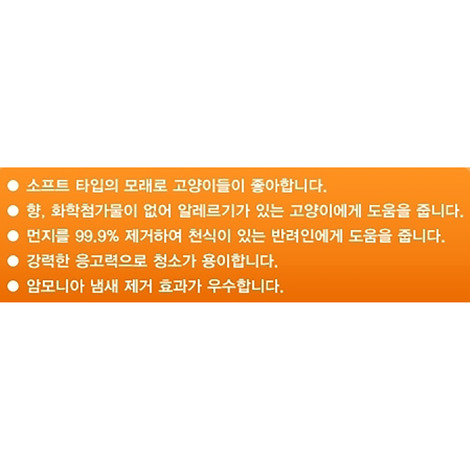 ● 소프트 타입의 모래로 고양이들이 좋아합니다.
● 향, 화학첨가물이 없어 알레르기가 있는 고양이에게 도움을 줍니다.
● 먼지를 99.9% 제거하여 천식이 있는 반려인에게 도움을 줍니다.
● 강력한 응고력으로 청소가 용이합니다.
● 암모니아 냄새 제거 효과가 우수합니다.